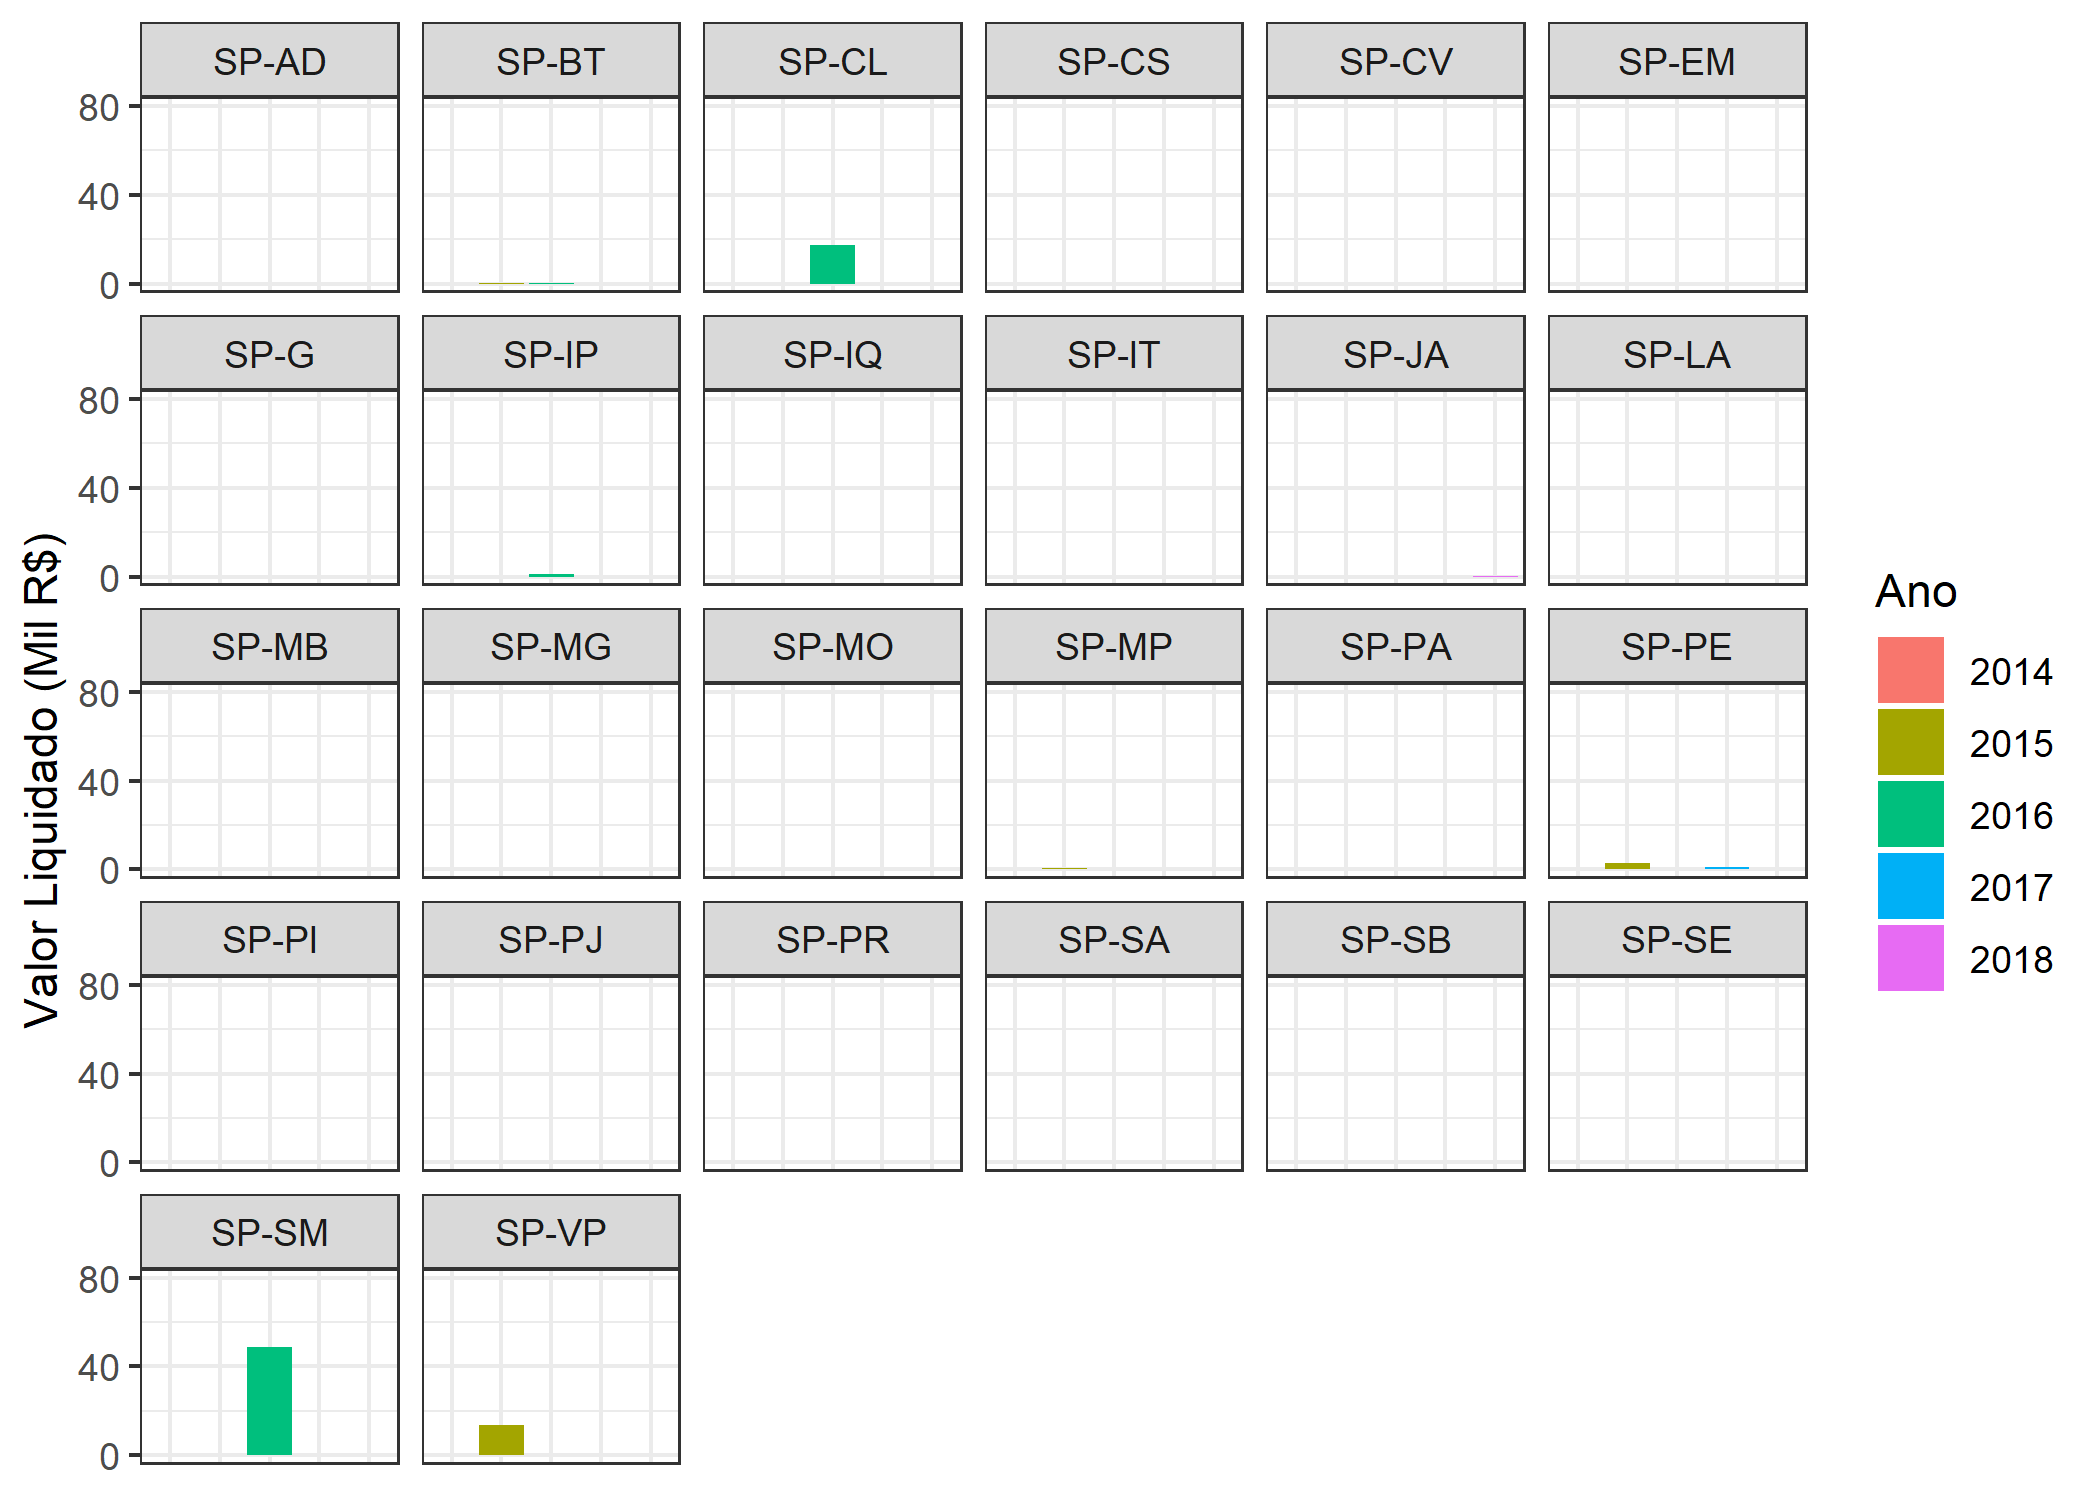 SP-AD SP-BT SP-CL SP-CS SP-CV SP-EM
80
40
0
SP-G SP-IP SP-IQ SP-IT SP-JA SP-LA
80
40
0
SP-MB SP-MG SP-MO SP-MP SP-PA SP-PE
80
40
0
SP-PI SP-PJ SP-PR SP-SA SP-SB SP-SE
80
40
0
SP-SM SP-VP
80
40
0
Valor Liquidado (Mil R$)
Ano
2014
2015
2016
2017
2018